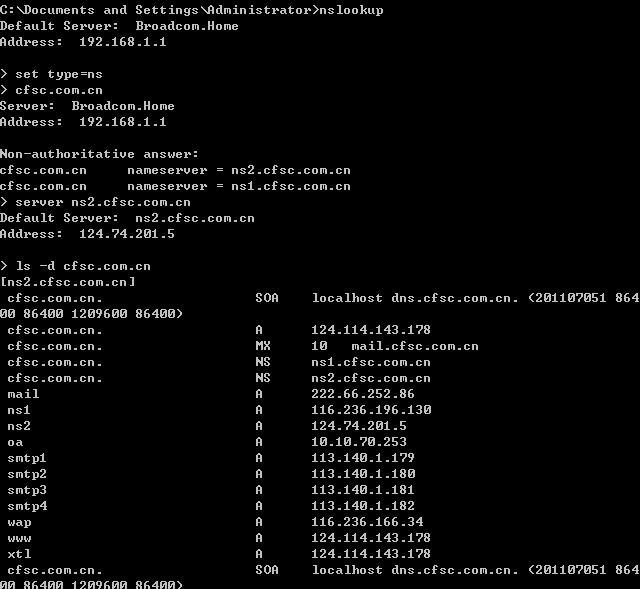 C:\Documents and Settings\Administrator>nslookup
Default Server:  Broadcom.Home
Address:  192.168.1.1
> set type=ns
> cfsc.com.cn
Server:  Broadcom.Home
Address:  192.168.1.1
Non-authoritative answer:
cfsc.com.cn     nameserver = ns2.cfsc.com.cn
cfsc.com.cn     nameserver = ns1.cfsc.com.cn
> server ns2.cfsc.com.cn
Default Server:  ns2.cfsc.com.cn
Address:  124.74.201.5
> ls -d cfsc.com.cn
[ns2.cfsc.com.cn]
cfsc.com.cn.                   SOA    localhost dns.cfsc.com.cn. (201107051 864
00 86400 1209600 86400)
cfsc.com.cn.                   A      124.114.143.178
cfsc.com.cn.                   MX     10   mail.cfsc.com.cn
cfsc.com.cn.                   NS     ns1.cfsc.com.cn
cfsc.com.cn.                   NS     ns2.cfsc.com.cn
mail                           A      222.66.252.86
ns1                            A      116.236.196.130
ns2                            A      124.74.201.5
oa                             A      10.10.70.253
smtp1                          A      113.140.1.179
smtp2                          A      113.140.1.180
smtp3                          A      113.140.1.181
smtp4                          A      113.140.1.182
wap                            A      116.236.166.34
www                            A      124.114.143.178
xtl                            A      124.114.143.178
cfsc.com.cn.                   SOA    localhost dns.cfsc.com.cn. (201107051 864
00 86400 1209600 86400)